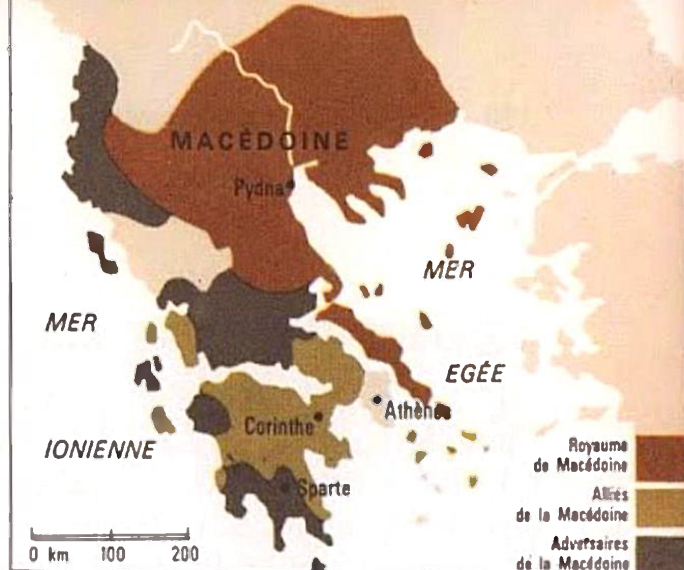 MACÉDOINE
Pydna
MER
EGÉE
MER
IONIENNE
Athènes
Corinthe
Sparte
0 km 100 200
Royaume
de Macédoine
Alliés
de la Macédoine
Adversaires
de la Macédoine